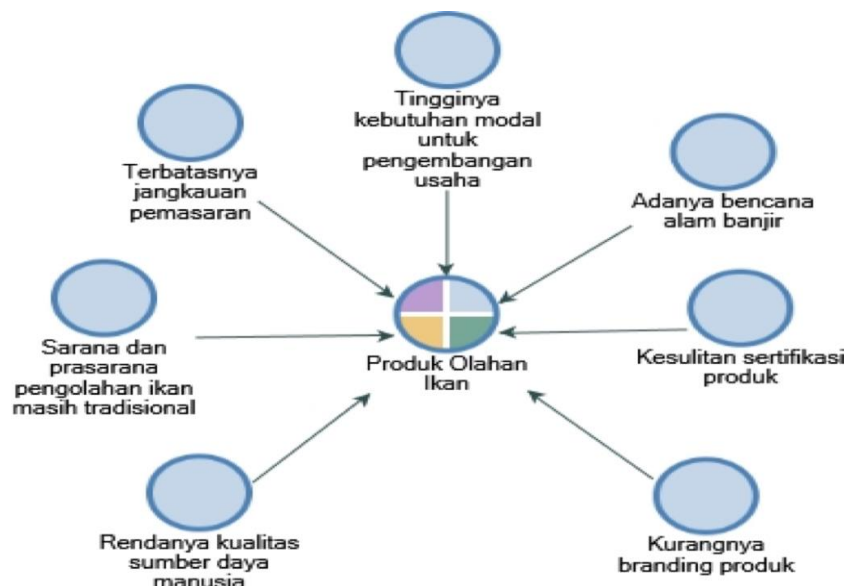 Tingginya
kebutuhan modal
untuk
pengembangan
usaha
Terbatasnya
jangkauan
pemasaran
Adanya bencana
alam banjir
Sarana dan
prasarana
pengolahan ikan
masih tradisional
Produk Olahan
Ikan
Kesulitan sertifikasi
produk
Rendanya kualitas
sumber daya
manusia
Kurangnya
branding produk